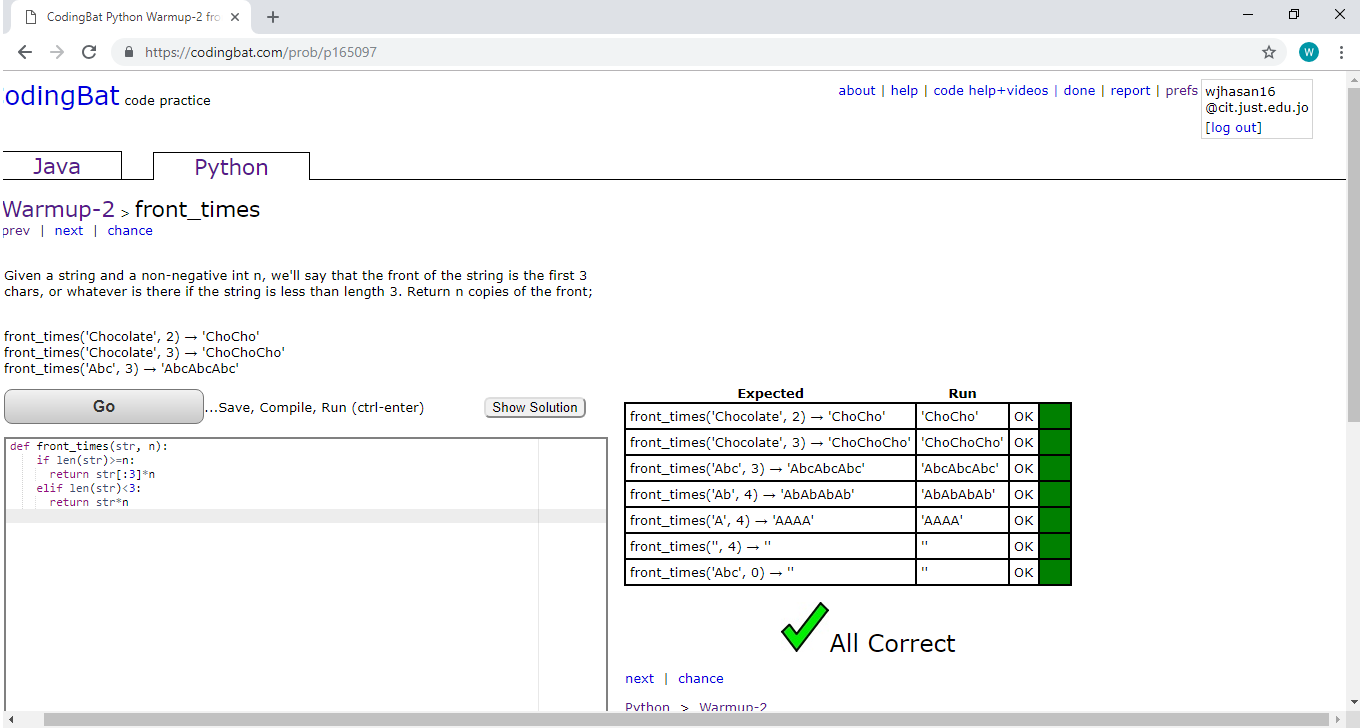 CodingBat Python Warmup-2 fro
https://codingbat.com/prob/p165097
W
odingBat code practice
about | help | code help+videos | done | report | prefs
wjhasan16
@cit.just.edu.jo
[log out]
Java
Python
Warmup-2 > front_times
prev | next | chance
Given a string and a non-negative int n, we'll say that the front of the string is the first 3
chars, or whatever is there if the string is less than length 3. Return n copies of the front;
front_times('Chocolate', 2) → 'ChoCho'
front_times('Chocolate', 3) → 'ChoChoCho'
front_times('Abc', 3) → 'AbcAbcAbc'
Go ...Save, Compile, Run (ctrl-enter) Show Solution
def front_times(str, n):
    if len(str)>=n:
      return str[:3]*n
    elif len(str)<3:
      return str*n
Expected Run
front_times('Chocolate', 2) → 'ChoCho' 'ChoCho' OK
front_times('Chocolate', 3) → 'ChoChoCho' 'ChoChoCho' OK
front_times('Abc', 3) → 'AbcAbcAbc' 'AbcAbcAbc' OK
front_times('Ab', 4) → 'AbAbAbAb' 'AbAbAbAb' OK
front_times('A', 4) → 'AAAA' 'AAAA' OK
front_times('', 4) → '' '' OK
front_times('Abc', 0) → '' '' OK
All Correct
next | chance
Python > Warmup-2